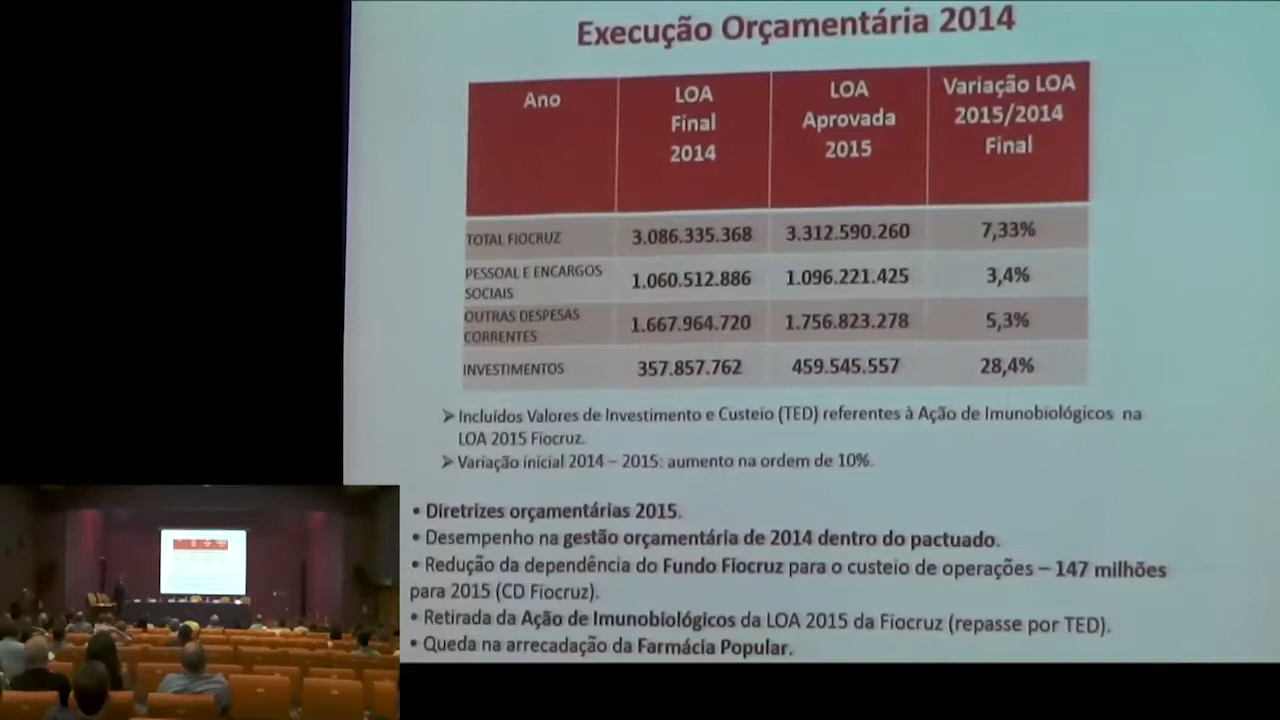 Execução Orçamentária 2014
Ano
LOA
Final
2014
LOA
Aprovada
2015
Variação LOA
2015/2014
Final
TOTAL FIOCRUZ 3.086.335.368 3.312.590.260 7,33%
PESSOAL E ENCARGOS
SOCIAIS 1.060.512.886 1.096.221.425 3,4%
OUTRAS DESPESAS
CORRENTES 1.667.964.720 1.756.823.278 5,3%
INVESTIMENTOS 357.857.762 459.545.557 28,4%
➢ Incluídos Valores de Investimento e Custeio (TED) referentes à Ação de Imunobiológicos na
LOA 2015 Fiocruz.
➢ Variação inicial 2014 – 2015: aumento na ordem de 10%.
• Diretrizes orçamentárias 2015.
• Desempenho na gestão orçamentária de 2014 dentro do pactuado.
• Redução da dependência do Fundo Fiocruz para o custeio de operações – 147 milhões
para 2015 (CD Fiocruz).
• Retirada da Ação de Imunobiológicos da LOA 2015 da Fiocruz (repasse por TED).
• Queda na arrecadação da Farmácia Popular.